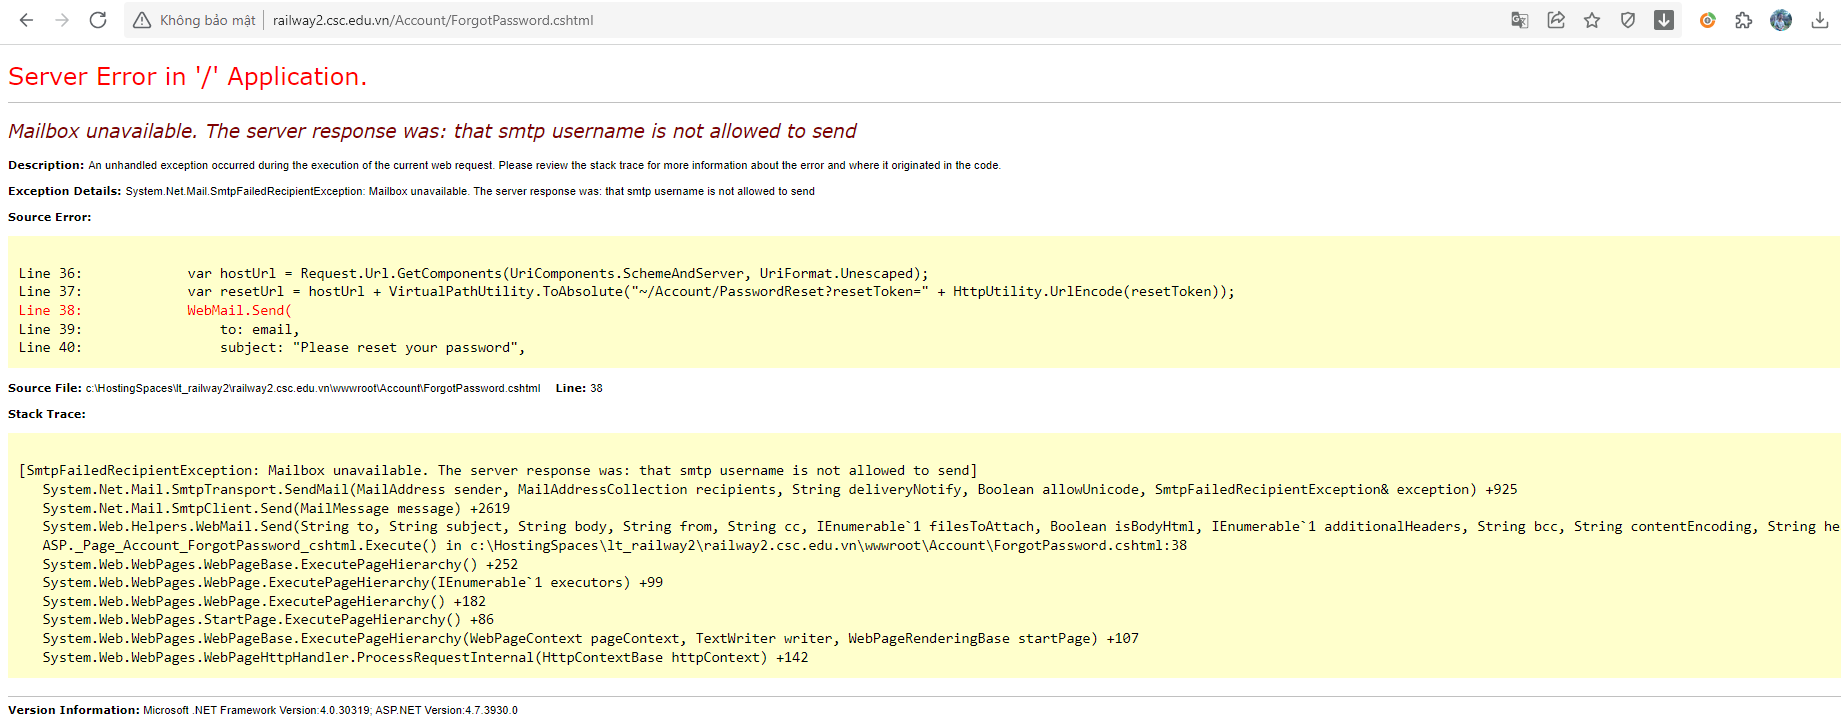 Không bảo mật railway2.csc.edu.vn/Account/ForgotPassword.cshtml
Server Error in '/' Application.
Mailbox unavailable. The server response was: that smtp username is not allowed to send
Description: An unhandled exception occurred during the execution of the current web request. Please review the stack trace for more information about the error and where it originated in the code.
Exception Details: System.Net.Mail.SmtpFailedRecipientException: Mailbox unavailable. The server response was: that smtp username is not allowed to send
Source Error:
Line 36:             var hostUrl = Request.Url.GetComponents(UriComponents.SchemeAndServer, UriFormat.Unescaped);
Line 37:             var resetUrl = hostUrl + VirtualPathUtility.ToAbsolute("~/Account/PasswordReset?resetToken=" + HttpUtility.UrlEncode(resetToken));
Line 38:             WebMail.Send(
Line 39:                 to: email,
Line 40:                 subject: "Please reset your password",
Source File: c:\HostingSpaces\lt_railway2\railway2.csc.edu.vn\wwwroot\Account\ForgotPassword.cshtml    Line: 38
Stack Trace:
[SmtpFailedRecipientException: Mailbox unavailable. The server response was: that smtp username is not allowed to send]
   System.Net.Mail.SmtpTransport.SendMail(MailAddress sender, MailAddressCollection recipients, String deliveryNotify, Boolean allowUnicode, SmtpFailedRecipientException& exception) +925
   System.Net.Mail.SmtpClient.Send(MailMessage message) +2619
   System.Web.Helpers.WebMail.Send(String to, String subject, String body, String from, String cc, IEnumerable`1 filesToAttach, Boolean isBodyHtml, IEnumerable`1 additionalHeaders, String bcc, String contentEncoding, String he
   ASP._Page_Account_ForgotPassword_cshtml.Execute() in c:\HostingSpaces\lt_railway2\railway2.csc.edu.vn\wwwroot\Account\ForgotPassword.cshtml:38
   System.Web.WebPages.WebPageBase.ExecutePageHierarchy() +252
   System.Web.WebPages.WebPage.ExecutePageHierarchy(IEnumerable`1 executors) +99
   System.Web.WebPages.WebPage.ExecutePageHierarchy() +182
   System.Web.WebPages.StartPage.ExecutePageHierarchy() +86
   System.Web.WebPages.WebPageBase.ExecutePageHierarchy(WebPageContext pageContext, TextWriter writer, WebPageRenderingBase startPage) +107
   System.Web.WebPages.WebPageHttpHandler.ProcessRequestInternal(HttpContextBase httpContext) +142
Version Information: Microsoft .NET Framework Version:4.0.30319; ASP.NET Version:4.7.3930.0